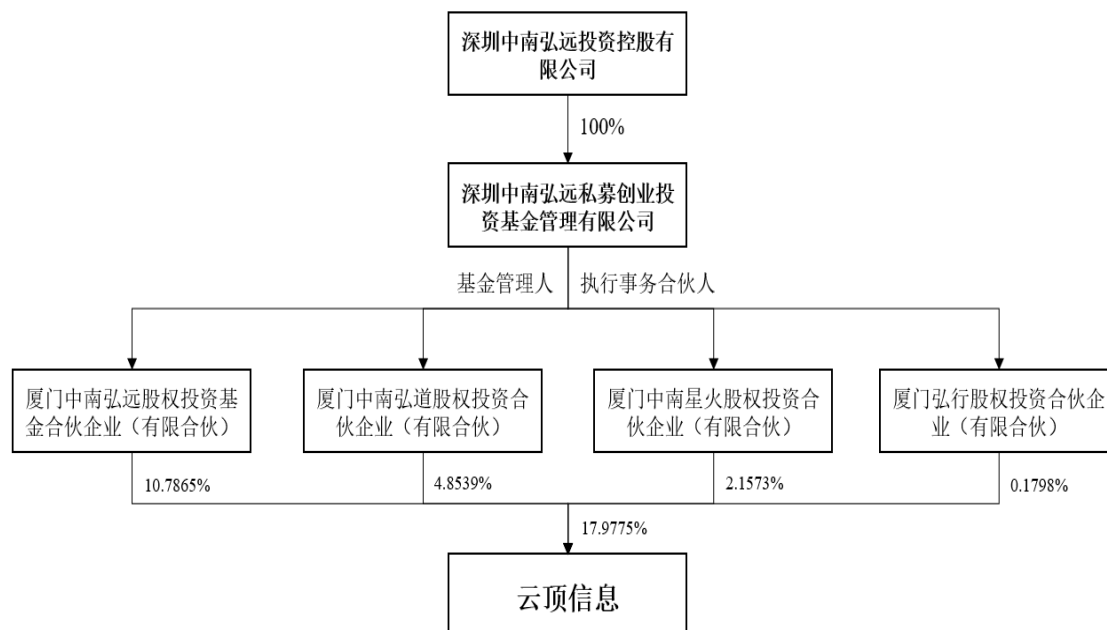 深圳中南弘远投资控股有
限公司
100%
深圳中南弘远私募创业投
资基金管理有限公司
基金管理人
执行事务合伙人
厦门中南弘远股权投资基
金合伙企业（有限合伙）
厦门中南弘道股权投资合
伙企业（有限合伙）
厦门中南星火股权投资合
伙企业（有限合伙）
厦门弘行股权投资合伙企
业（有限合伙）
10.7865%
4.8539%
2.1573%
0.1798%
17.9775%
云顶信息